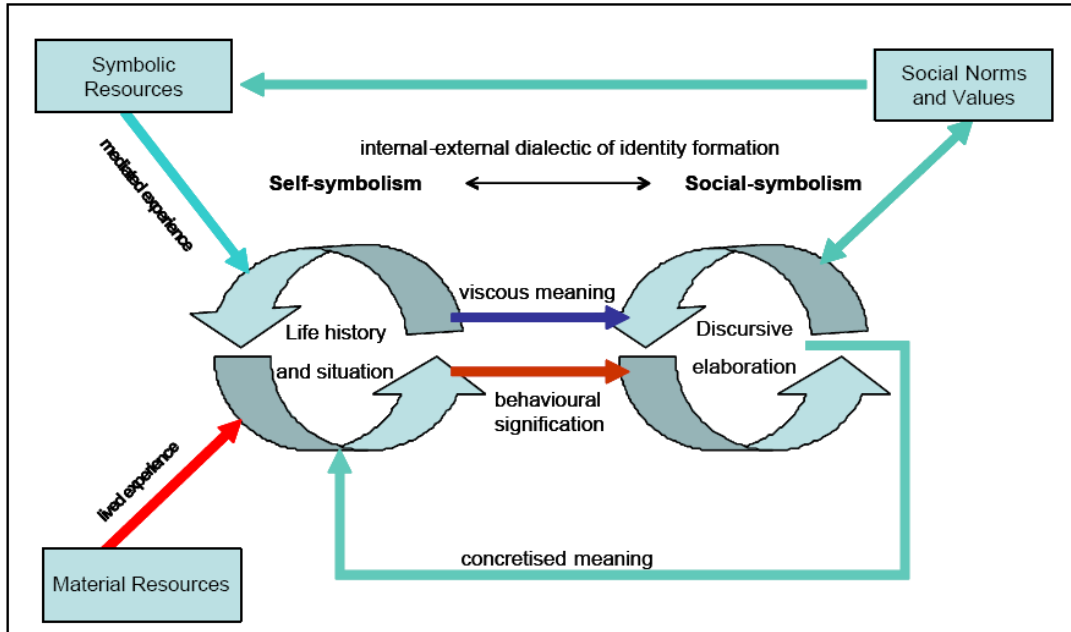 Symbolic
Resources
Social Norms
and Values
mediated experience
internal-external dialectic of identity formation
Self-symbolism
Social-symbolism
viscous meaning
Life history
and situation
Discursive
elaboration
behavioural
signification
lived experience
concretised meaning
Material Resources